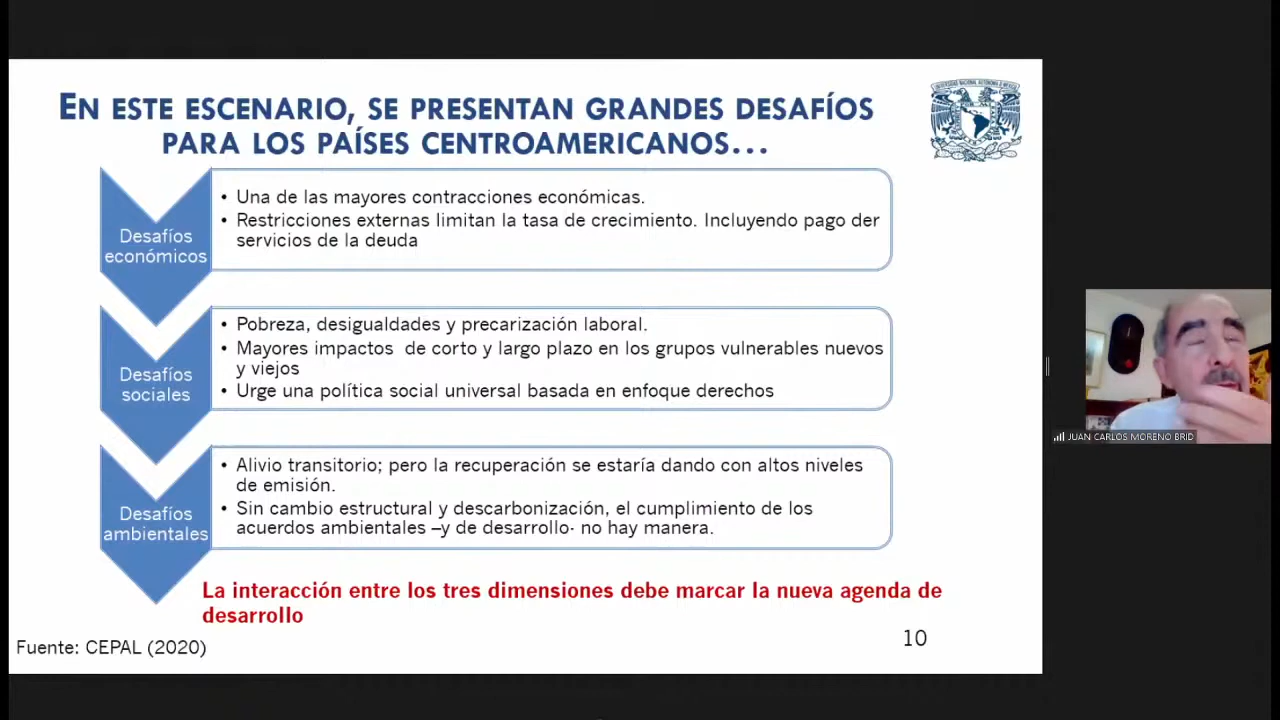 EN ESTE ESCENARIO, SE PRESENTAN GRANDES DESAFÍOS
PARA LOS PAÍSES CENTROAMERICANOS...
Desafíos
económicos
• Una de las mayores contracciones económicas.
• Restricciones externas limitan la tasa de crecimiento. Incluyendo pago der
servicios de la deuda
Desafíos
sociales
• Pobreza, desigualdades y precarización laboral.
• Mayores impactos de corto y largo plazo en los grupos vulnerables nuevos
y viejos
• Urge una política social universal basada en enfoque derechos
Desafíos
ambientales
• Alivio transitorio; pero la recuperación se estaría dando con altos niveles
de emisión.
• Sin cambio estructural y descarbonización, el cumplimiento de los
acuerdos ambientales –y de desarrollo- no hay manera.
La interacción entre los tres dimensiones debe marcar la nueva agenda de
desarrollo
Fuente: CEPAL (2020)
10
JUAN CARLOS MORENO BRID